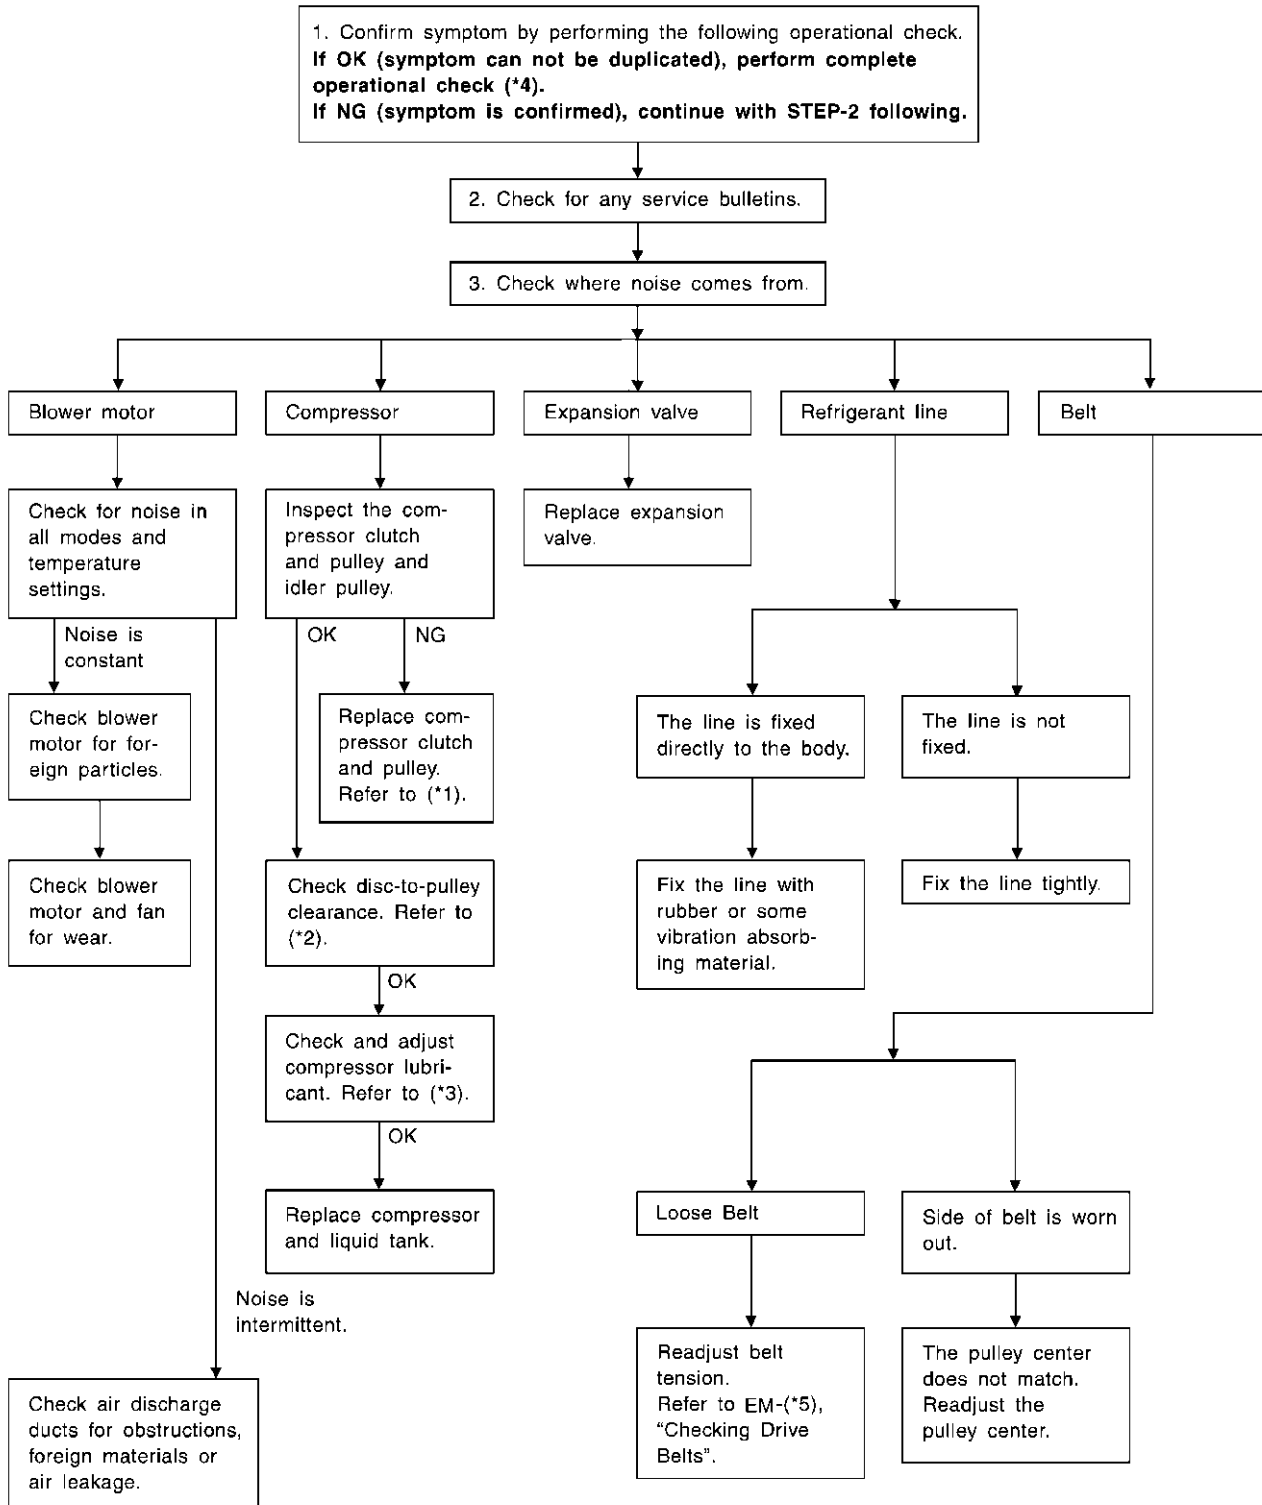 1. Confirm symptom by performing the following operational check.
If OK (symptom can not be duplicated), perform complete
operational check (*4).
If NG (symptom is confirmed), continue with STEP-2 following.
2. Check for any service bulletins.
3. Check where noise comes from.
Blower motor
Compressor
Expansion valve
Refrigerant line
Belt
Check for noise in
all modes and
temperature
settings.
Inspect the com-
pressor clutch
and pulley and
idler pulley.
Replace expansion
valve.
Noise is
constant
OK
NG
Check blower
motor for for-
eign particles.
Replace com-
pressor clutch
and pulley.
Refer to (*1).
The line is fixed
directly to the body.
The line is not
fixed.
Check blower
motor and fan
for wear.
Check disc-to-pulley
clearance. Refer to
(*2).
Fix the line with
rubber or some
vibration absorb-
ing material.
Fix the line tightly.
OK
Check and adjust
compressor lubri-
cant. Refer to (*3).
OK
Replace compressor
and liquid tank.
Loose Belt
Side of belt is worn
out.
Noise is
intermittent.
Readjust belt
tension.
Refer to EM-(*5),
“Checking Drive
Belts”.
The pulley center
does not match.
Readjust the
pulley center.
Check air discharge
ducts for obstructions,
foreign materials or
air leakage.